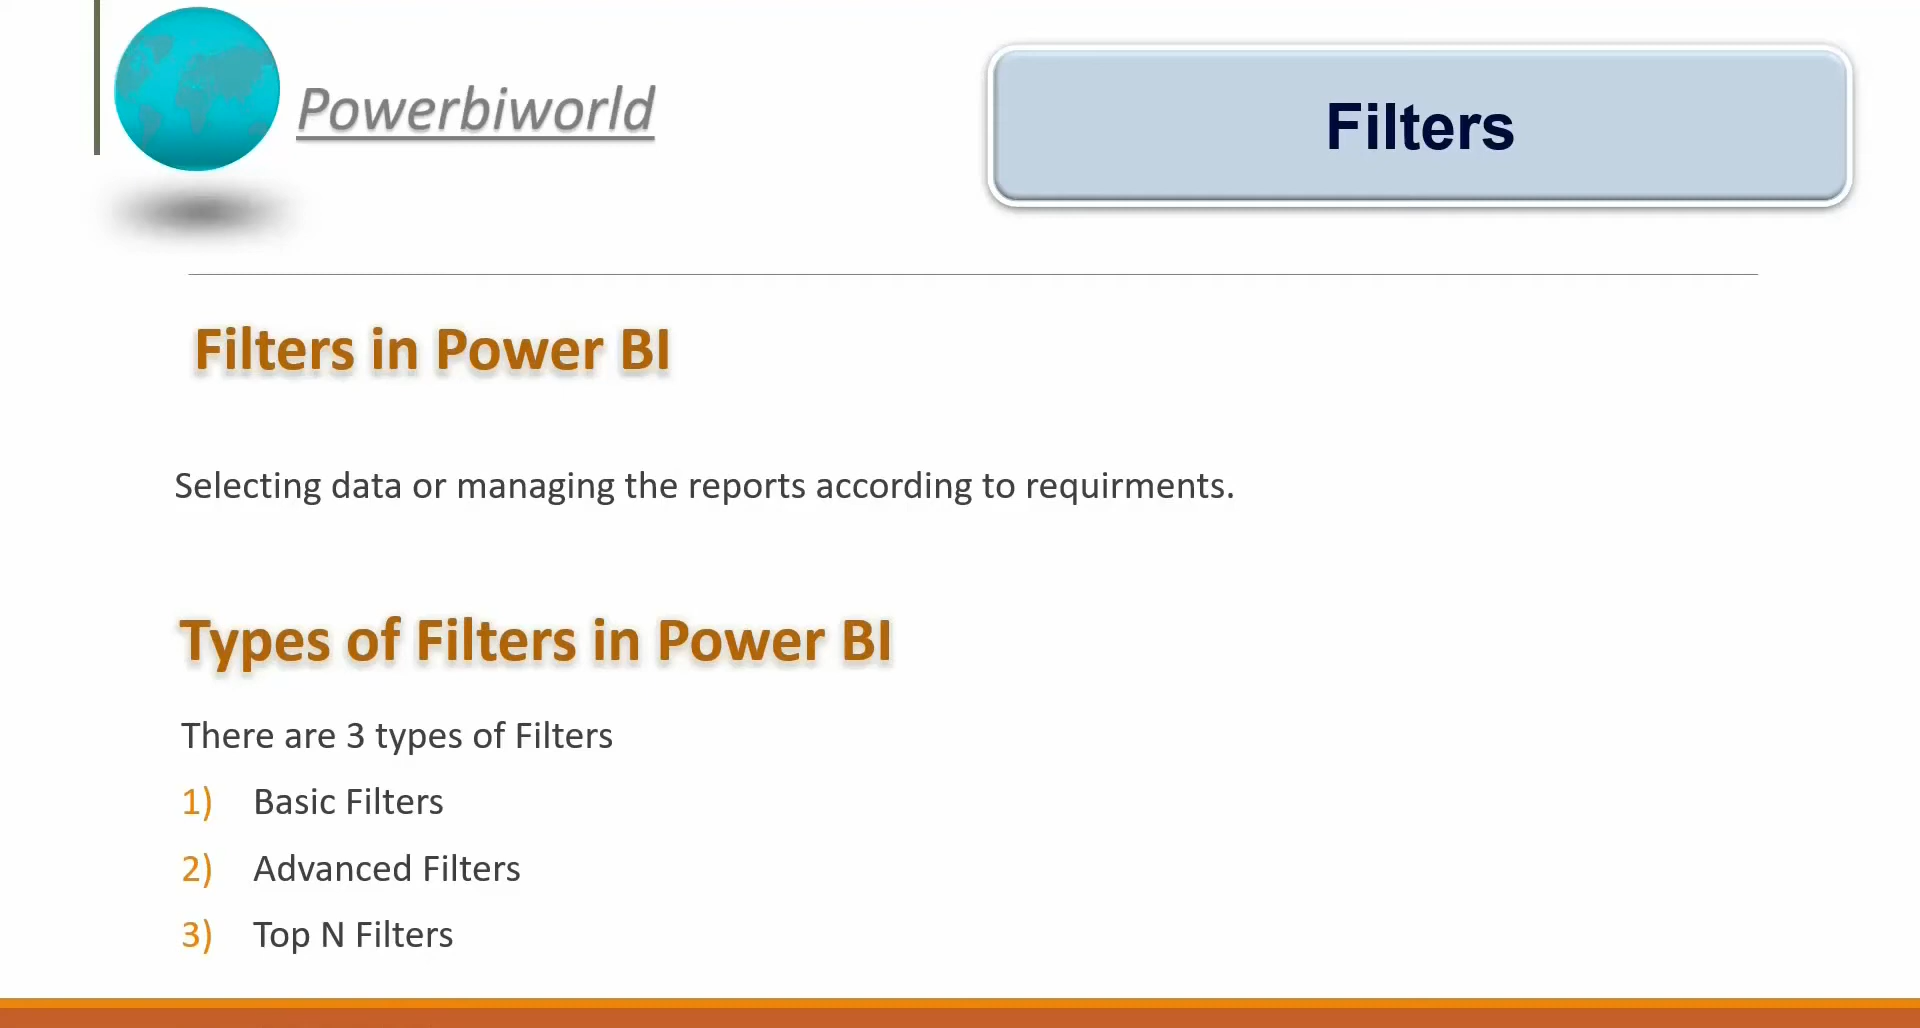 Powerbiworld
Filters
Filters in Power BI
Selecting data or managing the reports according to requirments.
Types of Filters in Power BI
There are 3 types of Filters
1) Basic Filters
2) Advanced Filters
3) Top N Filters